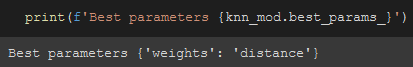 print(f'Best parameters {knn_mod.best_params_}')
Best parameters {'weights': 'distance'}